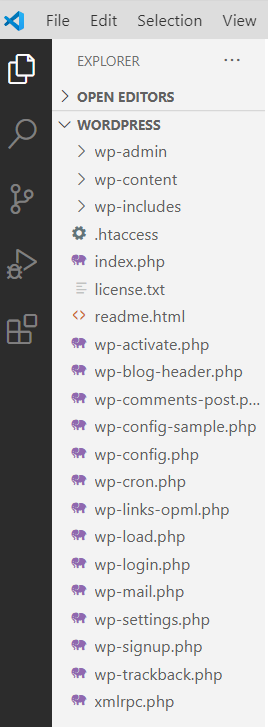 File Edit Selection View
EXPLORER ...
OPEN EDITORS
WORDPRESS
wp-admin
wp-content
wp-includes
.htaccess
index.php
license.txt
readme.html
wp-activate.php
wp-blog-header.php
wp-comments-post.p...
wp-config-sample.php
wp-config.php
wp-cron.php
wp-links-opml.php
wp-load.php
wp-login.php
wp-mail.php
wp-settings.php
wp-signup.php
wp-trackback.php
xmlrpc.php